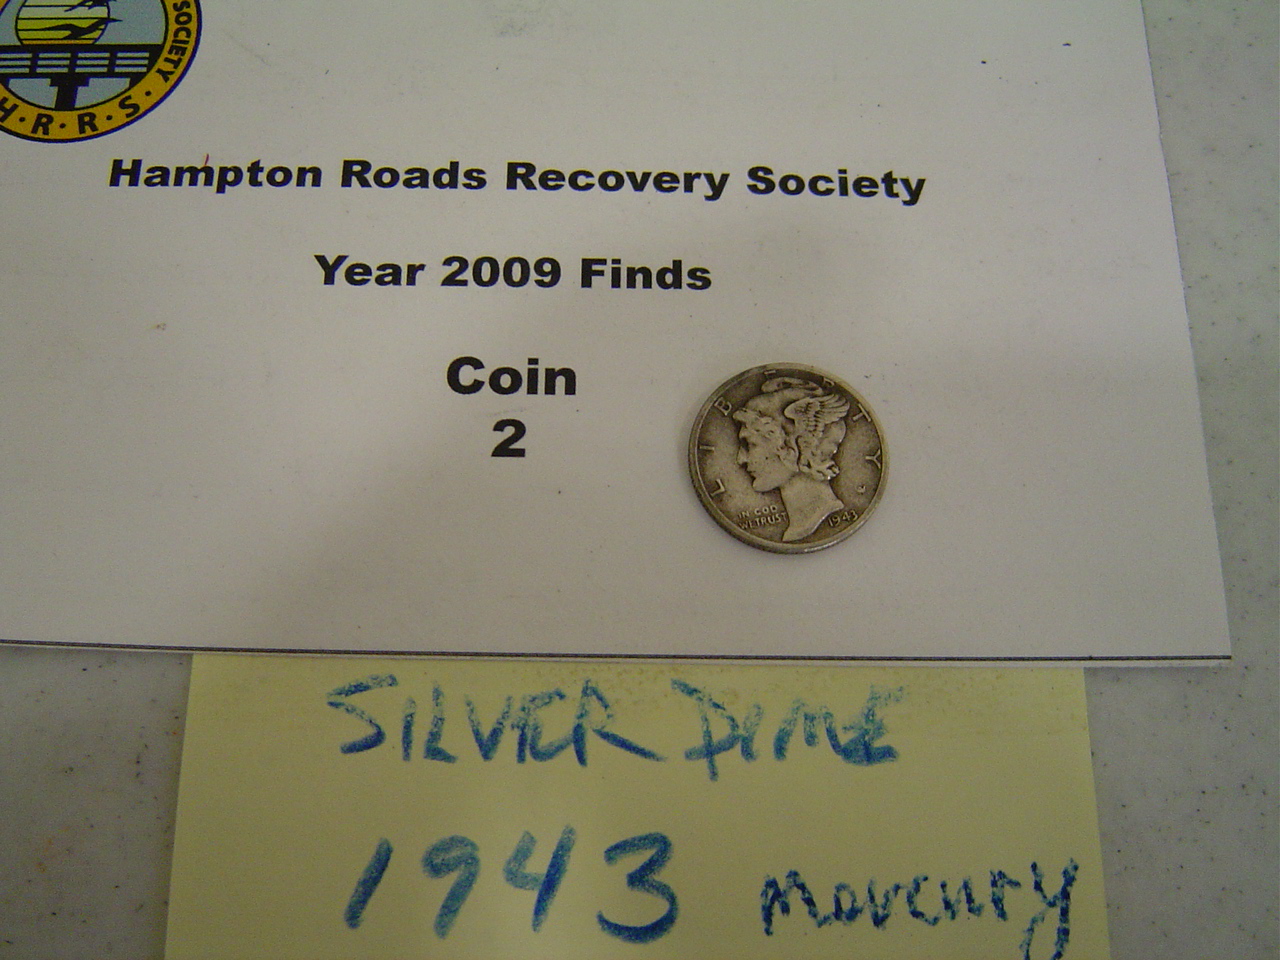 SOCIETY
H·R·R·S·
Hampton Roads Recovery Society
Year 2009 Finds
Coin
2
LIBERTY
IN GOD
WE TRUST
1943
SILVER DIME
1943 Mercury